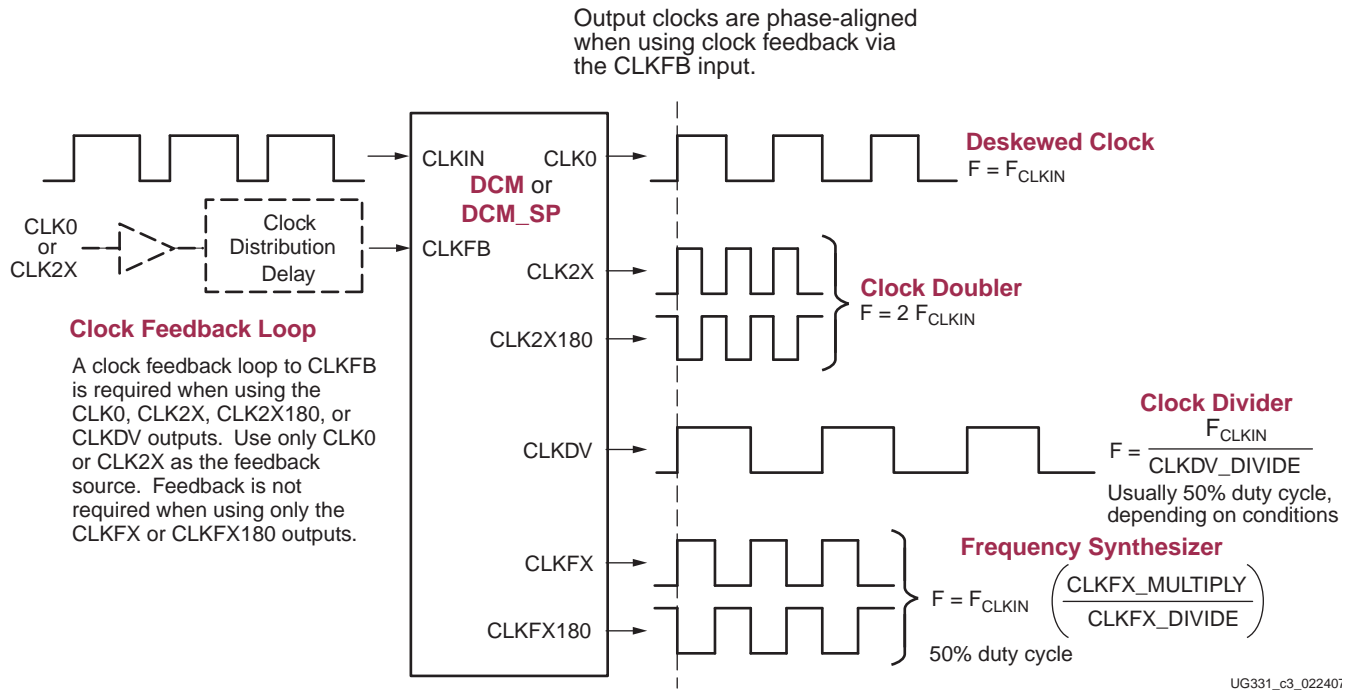 Output clocks are phase-aligned
when using clock feedback via
the CLKFB input.
CLKIN
CLK0
DCM or
DCM_SP
Deskewed Clock
F = FCLKIN
CLK0
or
CLK2X
Clock
Distribution
Delay
CLKFB
CLK2X
Clock Doubler
F = 2 FCLKIN
CLK2X180
Clock Feedback Loop
A clock feedback loop to CLKFB
is required when using the
CLK0, CLK2X, CLK2X180, or
CLKDV outputs. Use only CLK0
or CLK2X as the feedback
source. Feedback is not
required when using only the
CLKFX or CLKFX180 outputs.
CLKDV
Clock Divider
F = FCLKIN
CLKDV_DIVIDE
Usually 50% duty cycle,
depending on conditions
CLKFX
CLKFX180
Frequency Synthesizer
F = FCLKIN (CLKFX_MULTIPLY
CLKFX_DIVIDE)
50% duty cycle
UG331_c3_022407